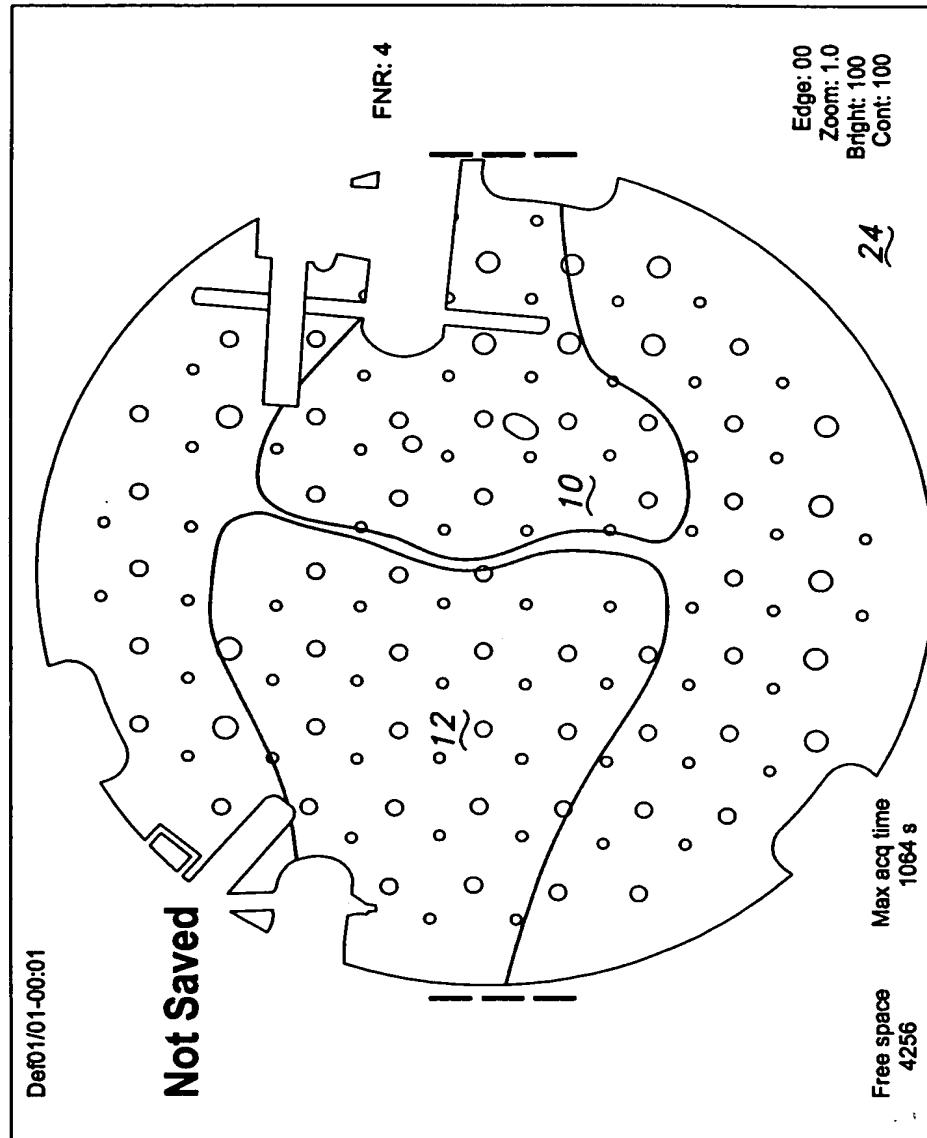 Def01/01-00:01
Not Saved
FNR: 4
12
10
24
Free space
4256
Max acq time
1064 s
Edge: 00
Zoom: 1.0
Bright: 100
Cont: 100